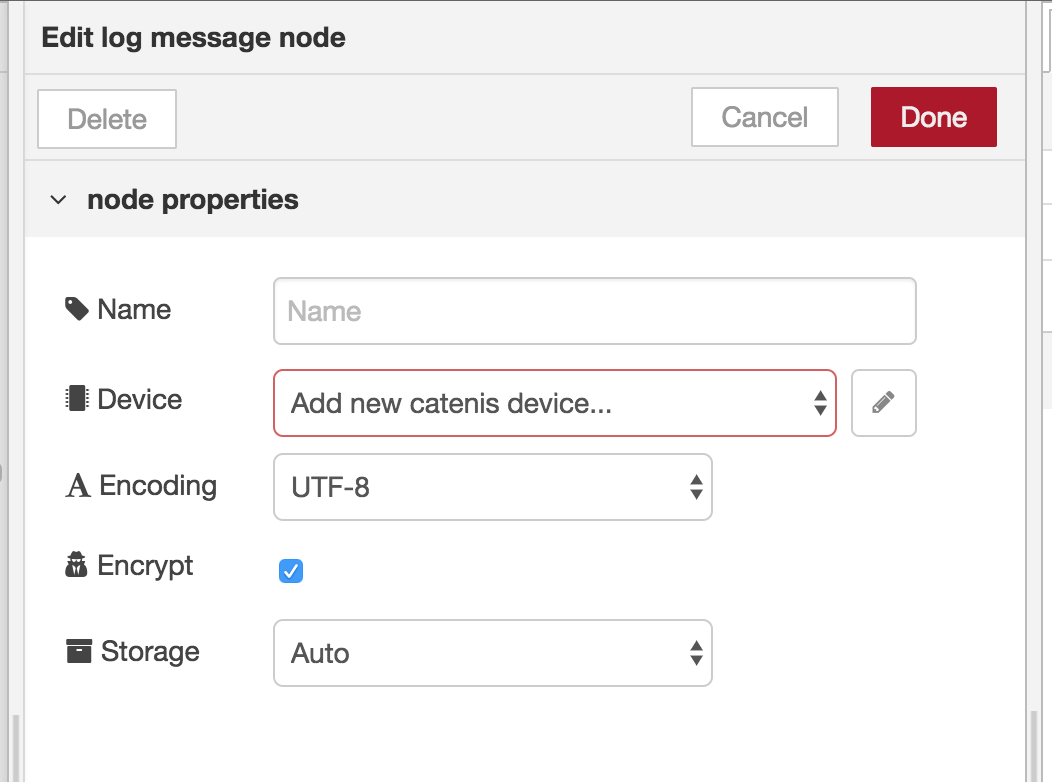 Edit log message node
Delete
Cancel
Done
node properties
Name
Name
Device
Add new catenis device...
Encoding
UTF-8
Encrypt
Storage
Auto